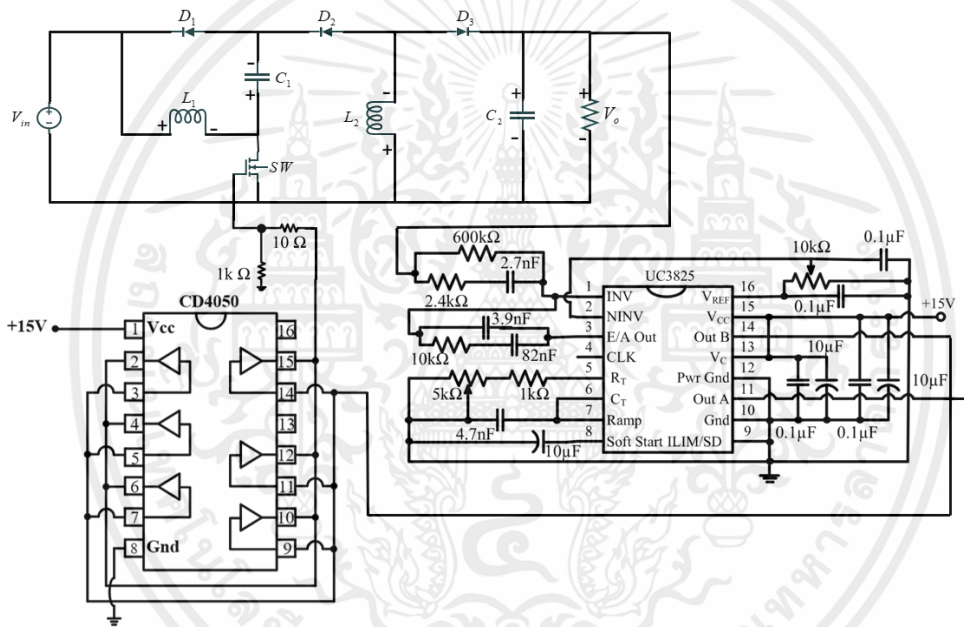 D1
D2
D3
C1
L1
Vin
L2
C2
Vo
SW
10 Ω
1k Ω
CD4050
+15V
1 Vcc 16
2 15
3 14
4 13
5 12
6 11
7 10
8 Gnd 9
600kΩ
2.7nF
2.4kΩ
3.9nF
10kΩ
82nF
5kΩ
1kΩ
4.7nF
10µF
UC3825
1 INV VREF 16
2 NINV VCC 15
3 E/A Out Out B 14
4 CLK VC 13
5 RT Pwr Gnd 12
6 CT Out A 11
7 Ramp Gnd 10
8 Soft Start ILIM/SD 9
10kΩ
0.1µF
0.1µF
+15V
10µF
10µF
0.1µF
0.1µF